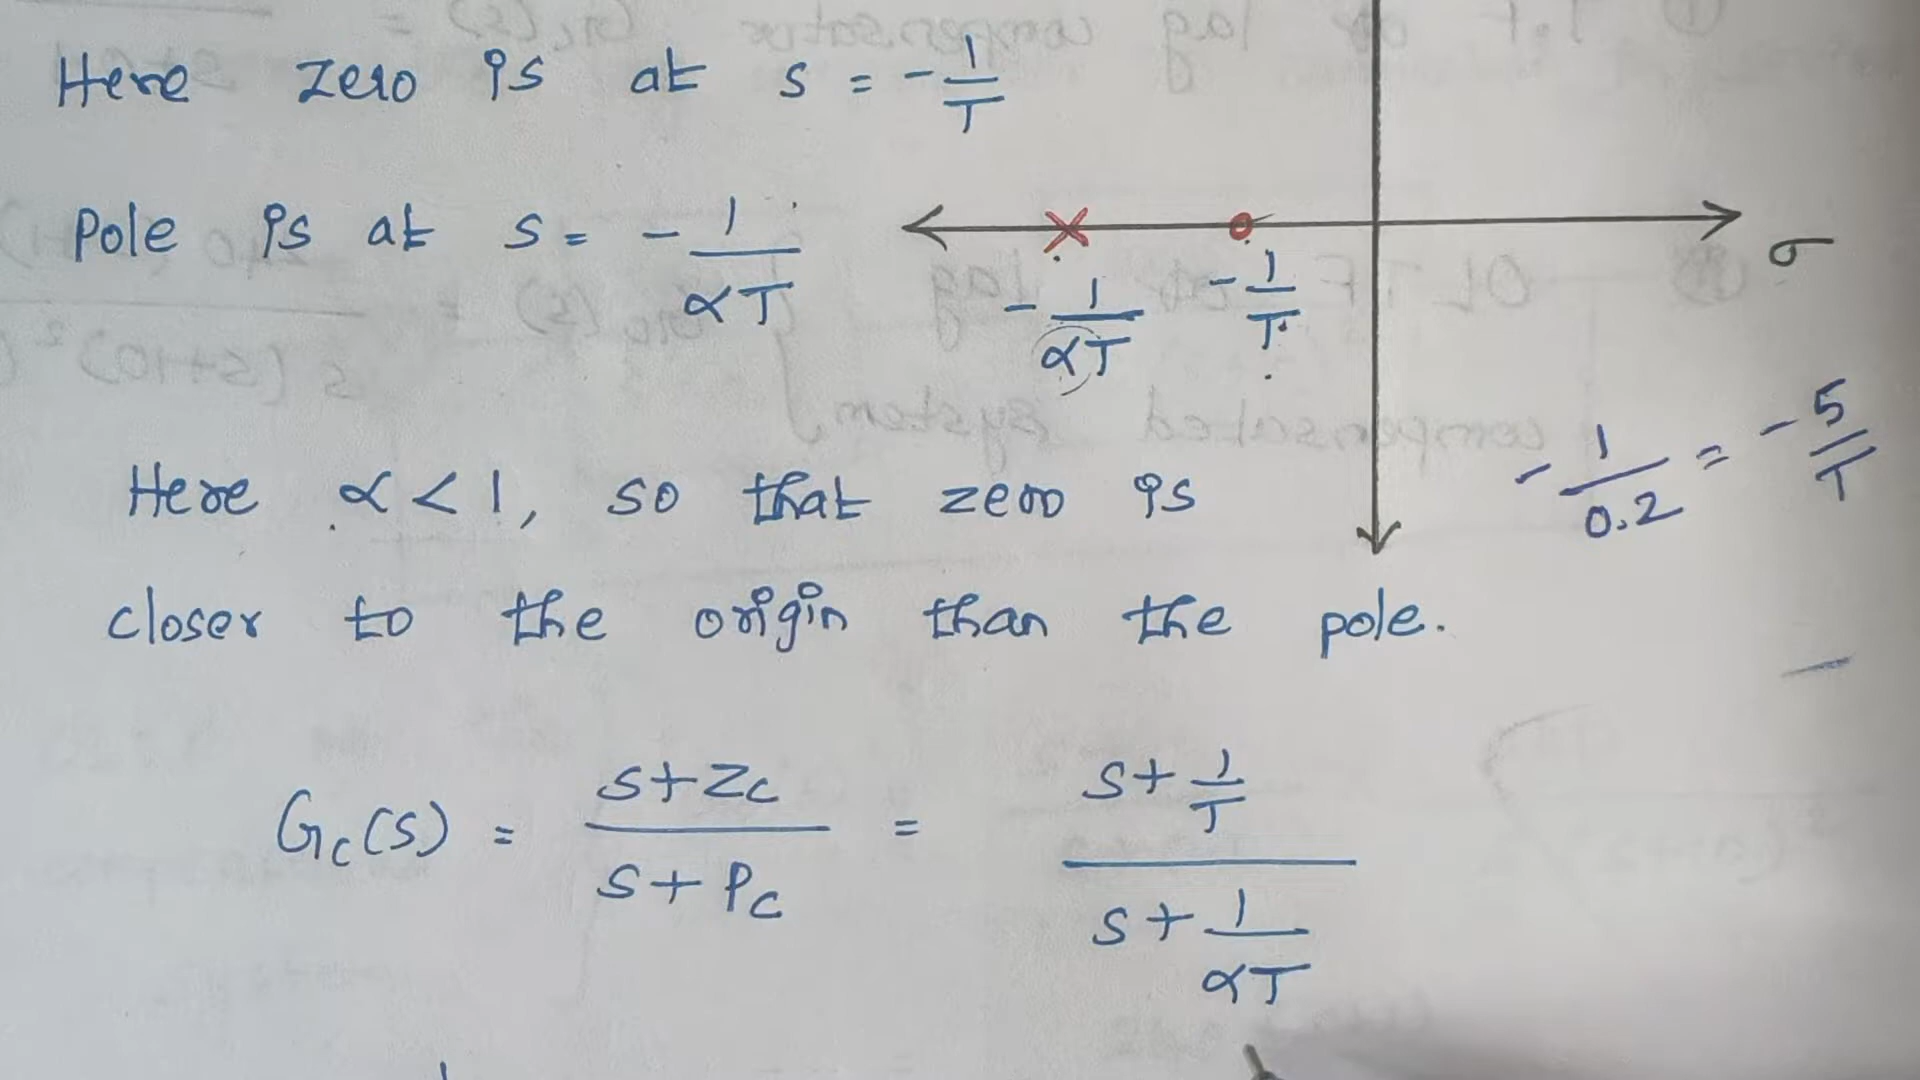 Here zero is at s = -1/T
Pole is at s = -1/αT
σ
-1/αT
-1/T
-1/0.2 = -5/T
Here α < 1, so that zero is
closer to the origin than the pole.
Gc(s) = (s+Zc)/(s+Pc) = (s+1/T)/(s+1/αT)